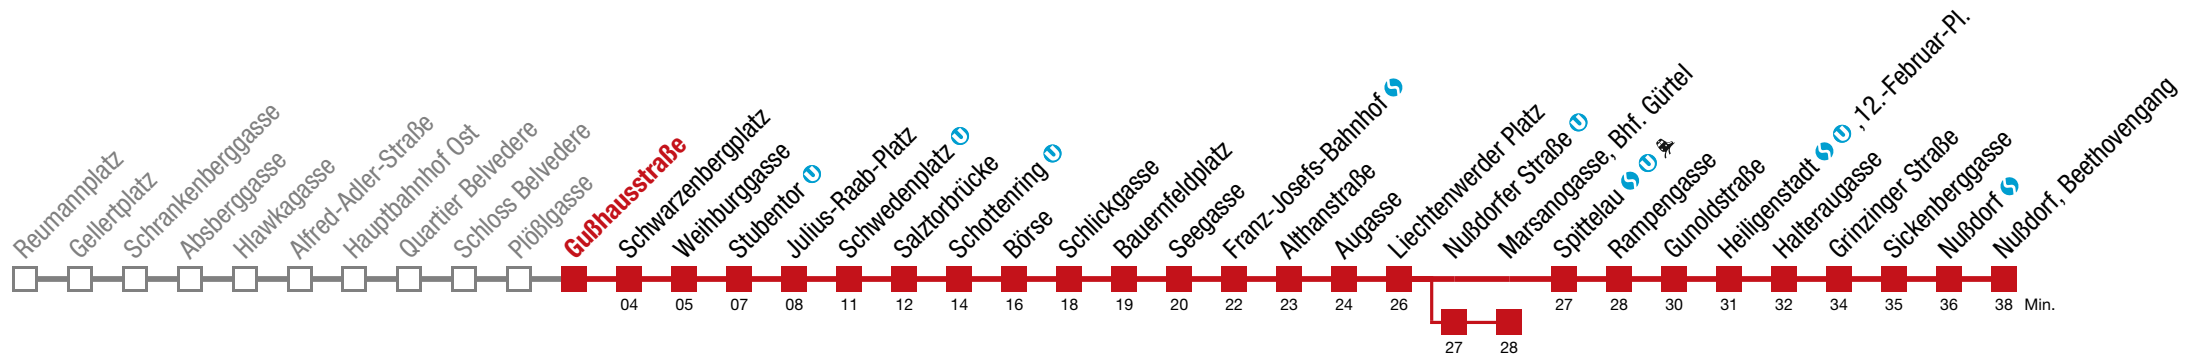 Reumannplatz
Gellertplatz
Schrankenberggasse
Absberggasse
Hlawkagasse
Alfred-Adler-Straße
Hauptbahnhof Ost
Quartier Belvedere
Schloss Belvedere
Plößlgasse
Gußhausstraße
Schwarzenbergplatz
Weihburggasse
Stubentor U
Julius-Raab-Platz
Schwedenplatz U
Salztorbrücke
Schottenring U
Börse
Schlickgasse
Bauernfeldplatz
Seegasse
Franz-Josefs-Bahnhof S
Althanstraße
Augasse
Liechtenwerder Platz
Nußdorfer Straße U
Marsanogasse, Bhf. Gürtel
Spittelau S U
Rampengasse
Gunoldstraße
Heiligenstadt S U, 12.-Februar-Pl.
Halteraugasse
Grinzinger Straße
Sickenberggasse
Nußdorf S
Nußdorf, Beethovengang
04 05 07 08 11 12 14 16 18 19 20 22 23 24 26 27 28 30 31 32 34 35 36 38 Min.
27 28